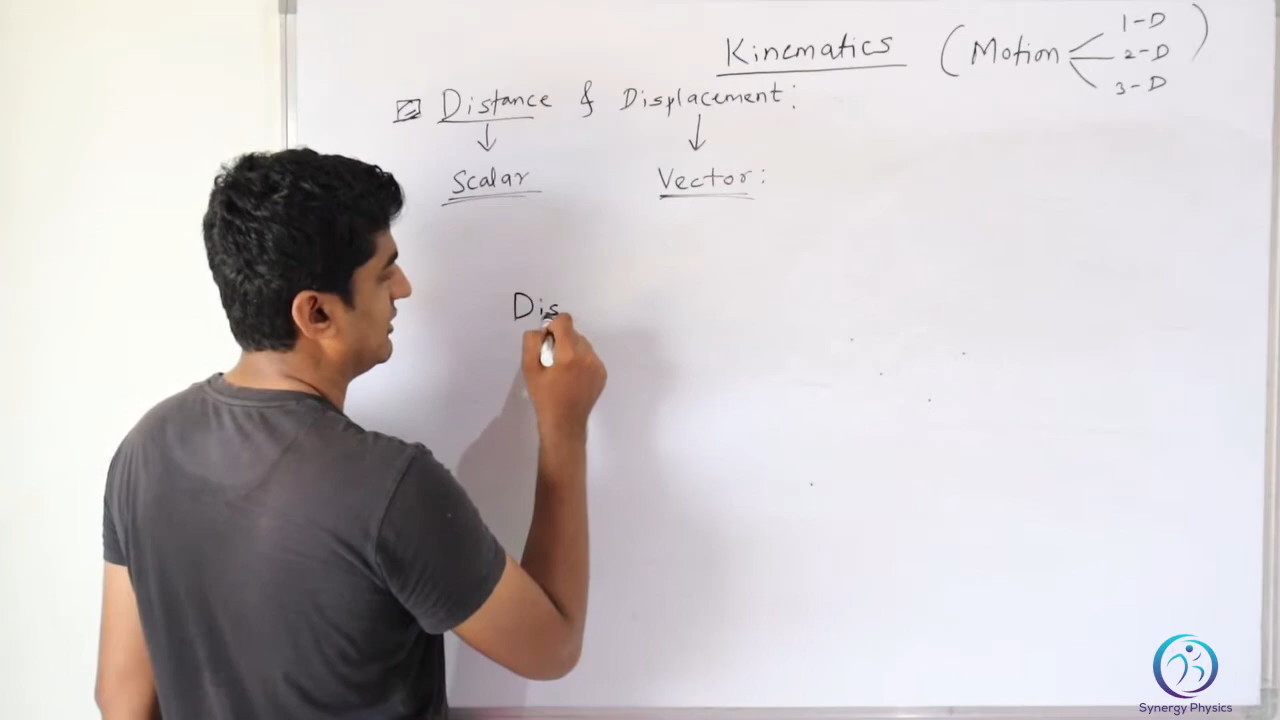 Kinematics (Motion 1-D
2-D
3-D)
Distance & Displacement:
Scalar Vector:
Dis
Synergy Physics